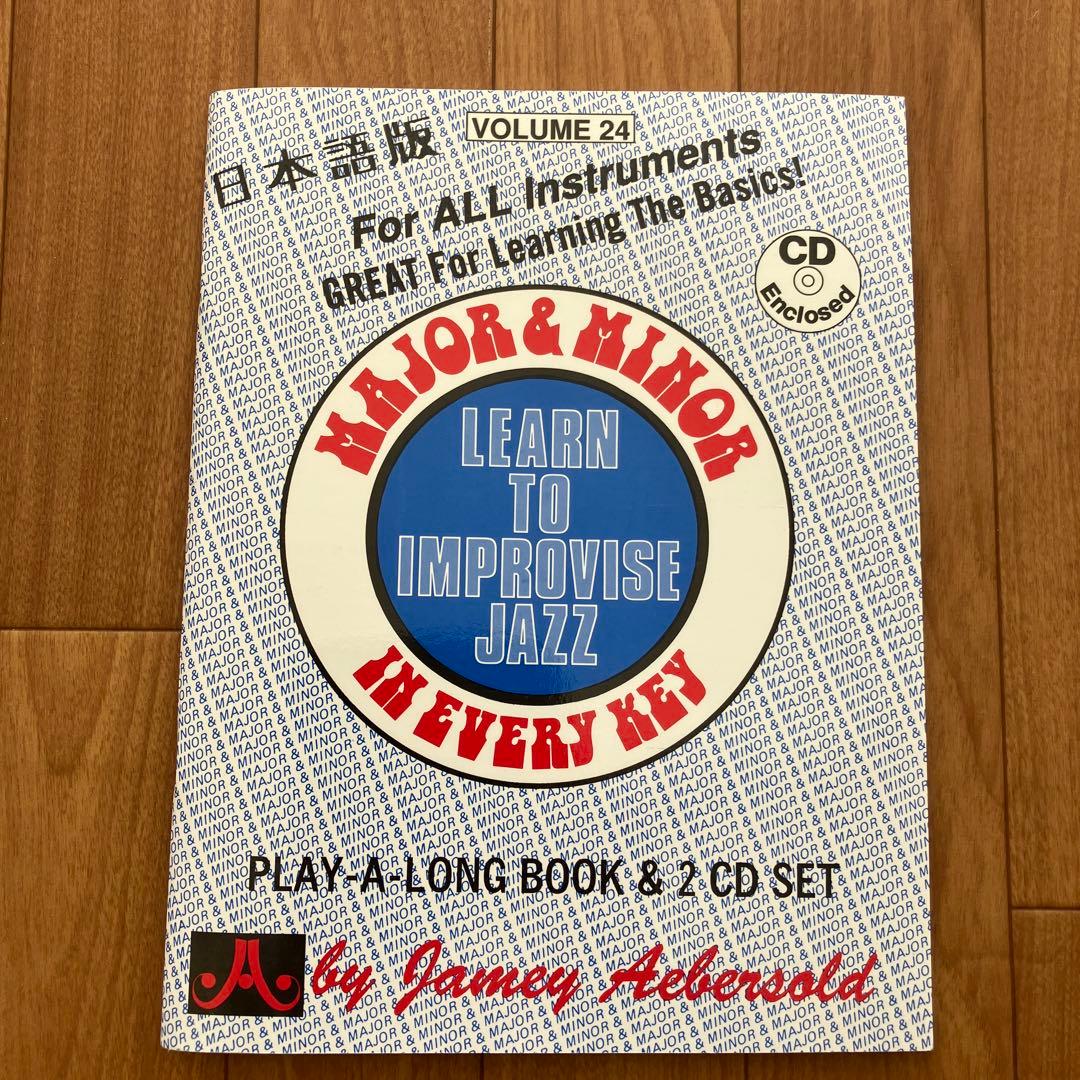 日本語版
VOLUME 24
For ALL Instruments
GREAT For Learning The Basics!
CD
Enclosed
MAJOR & MINOR
LEARN
TO
IMPROVISE
JAZZ
IN EVERY KEY
PLAY-A-LONG BOOK & 2 CD SET
by Jamey Aebersold